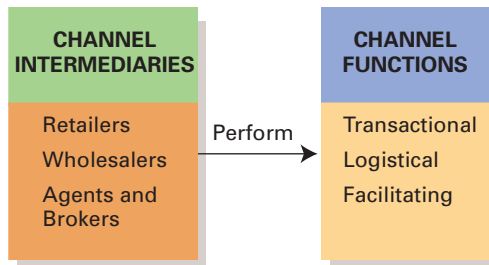 CHANNEL
INTERMEDIARIES
Retailers
Wholesalers
Agents and
Brokers
Perform
CHANNEL
FUNCTIONS
Transactional
Logistical
Facilitating